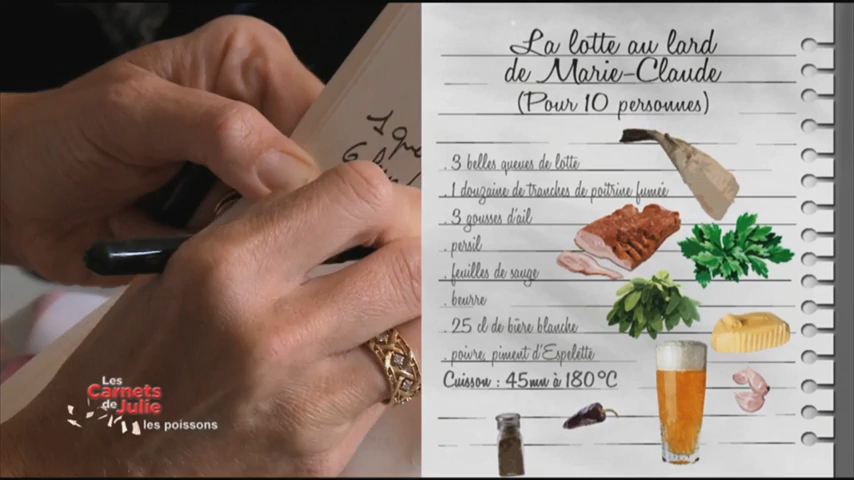 1
6
La lotte au lard
de Marie-Claude
(Pour 10 personnes)
. 3 belles queues de lotte
. 1 douzaine de tranches de poitrine fumée
. 3 gousses d'ail
. persil
. feuilles de sauge
. beurre
. 25 cl de bière blanche
. poivre, piment d'Espelette
Cuisson : 45mn à 180°C
Les
Carnets
de Julie
les poissons